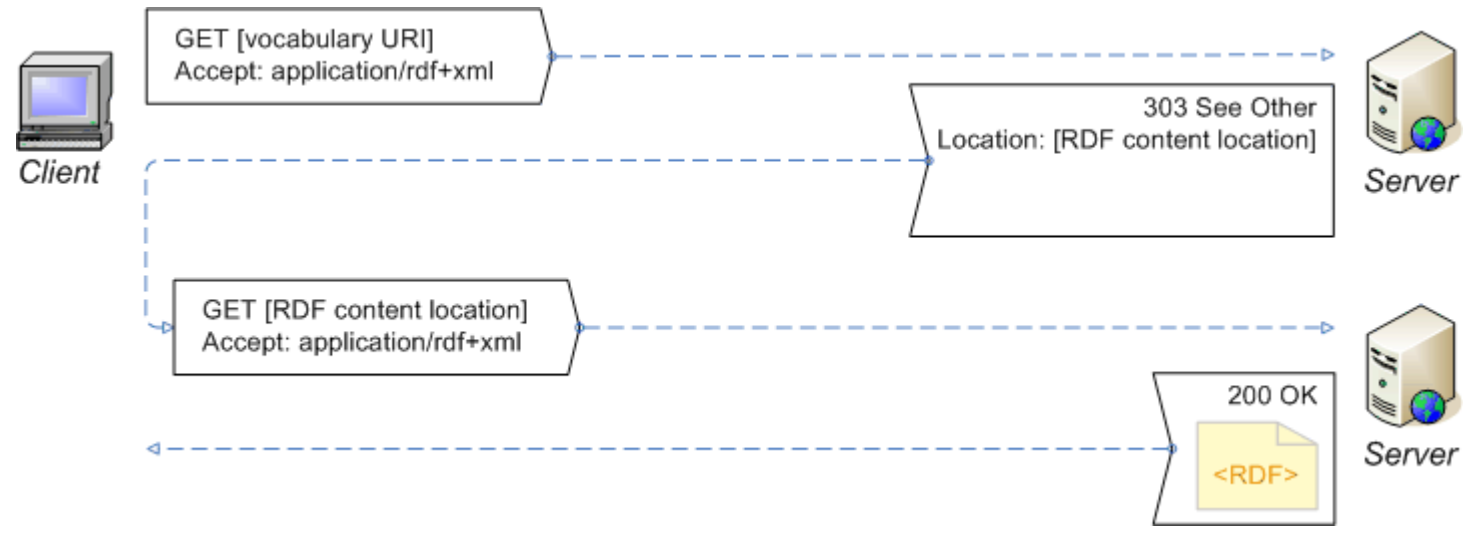 GET [vocabulary URI]
Accept: application/rdf+xml
Client
303 See Other
Location: [RDF content location]
Server
GET [RDF content location]
Accept: application/rdf+xml
200 OK
<RDF>
Server